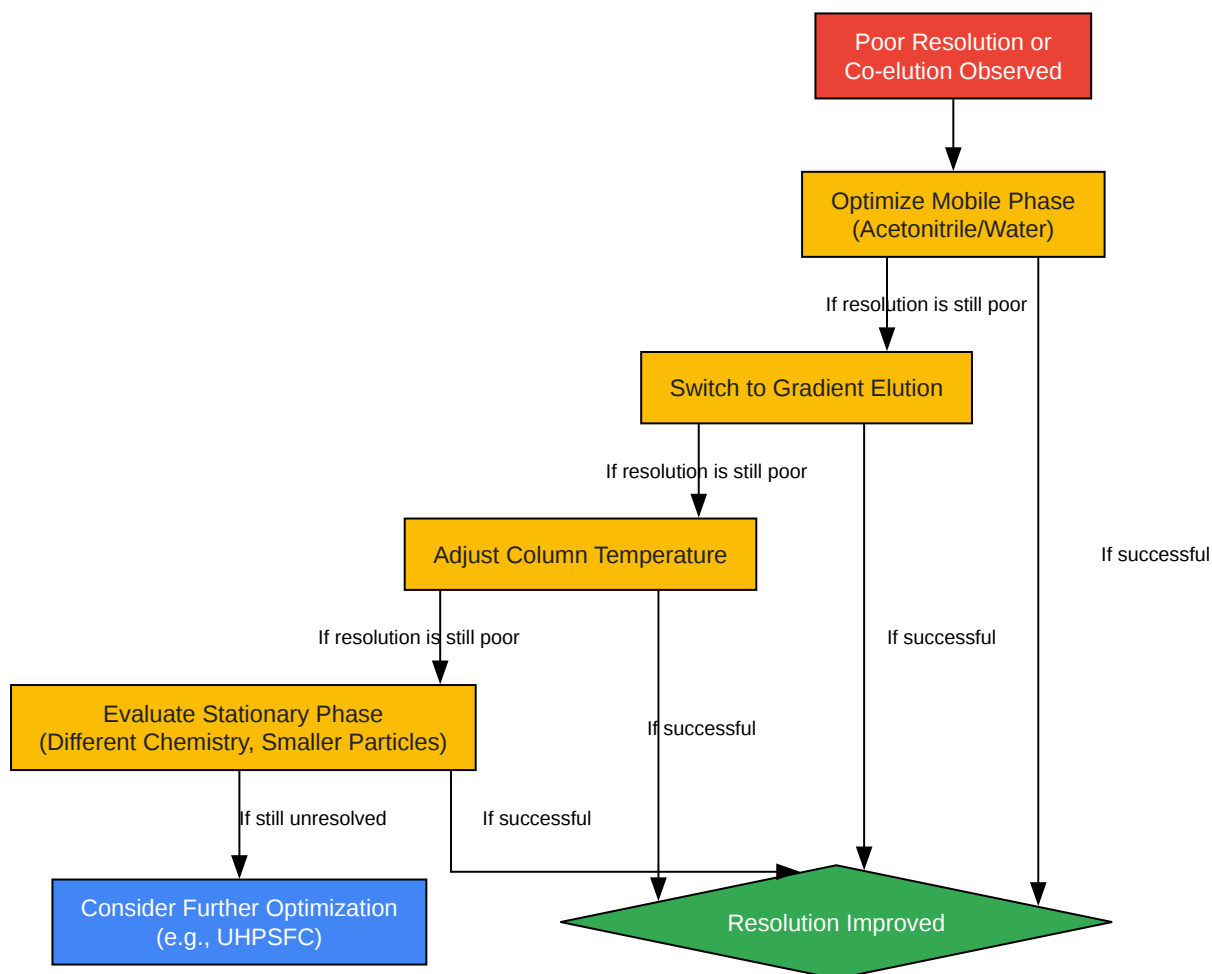 Poor Resolution or
Co-elution Observed
Optimize Mobile Phase
(Acetonitrile/Water)
If resolution is still poor
Switch to Gradient Elution
If resolution is still poor
Adjust Column Temperature
If successful
If resolution is still poor
If successful
Evaluate Stationary Phase
(Different Chemistry, Smaller Particles)
If successful
If still unresolved
If successful
Consider Further Optimization
(e.g., UHPSFC)
Resolution Improved